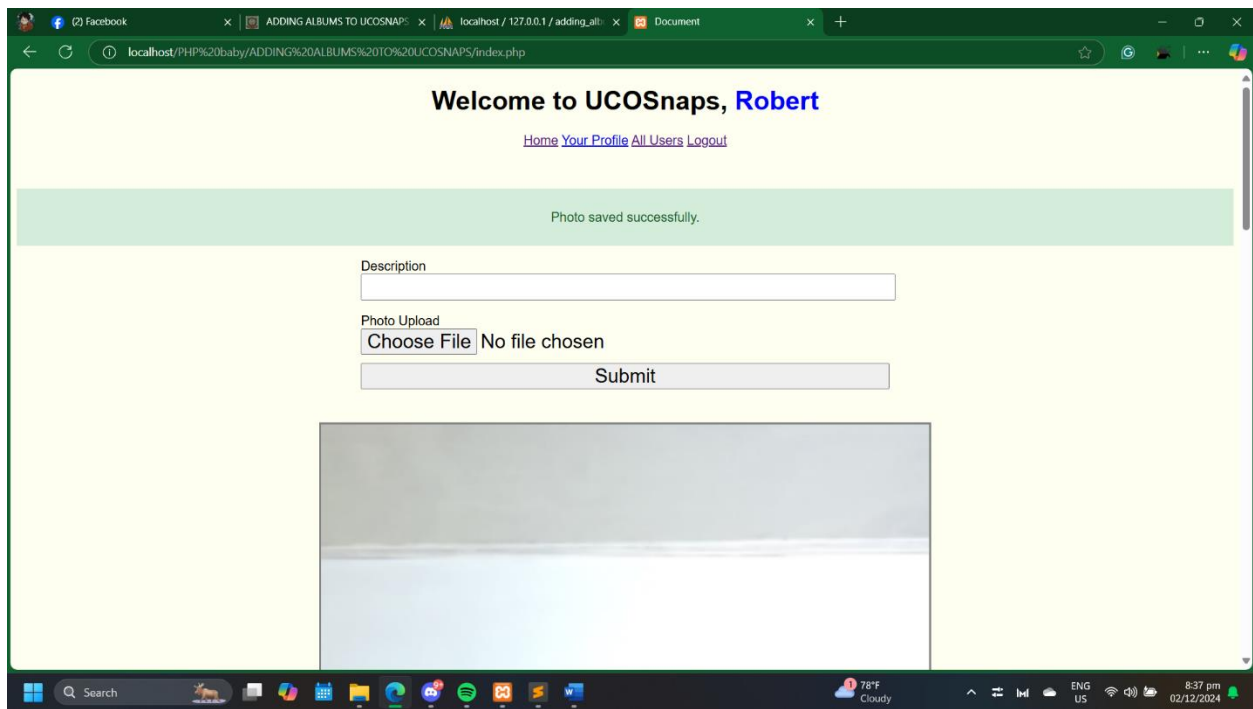 (2) Facebook
ADDING ALBUMS TO UCOSNAPS
localhost / 127.0.0.1 / adding_alb
Document
localhost/PHP%20baby/ADDING%20ALBUMS%20TO%20UCOSNAPS/index.php
Welcome to UCOSnaps, Robert
Home Your Profile All Users Logout
Photo saved successfully.
Description
Photo Upload
Choose File No file chosen
Submit
Search
1 78°F
Cloudy
ENG
US
8:37 pm
02/12/2024